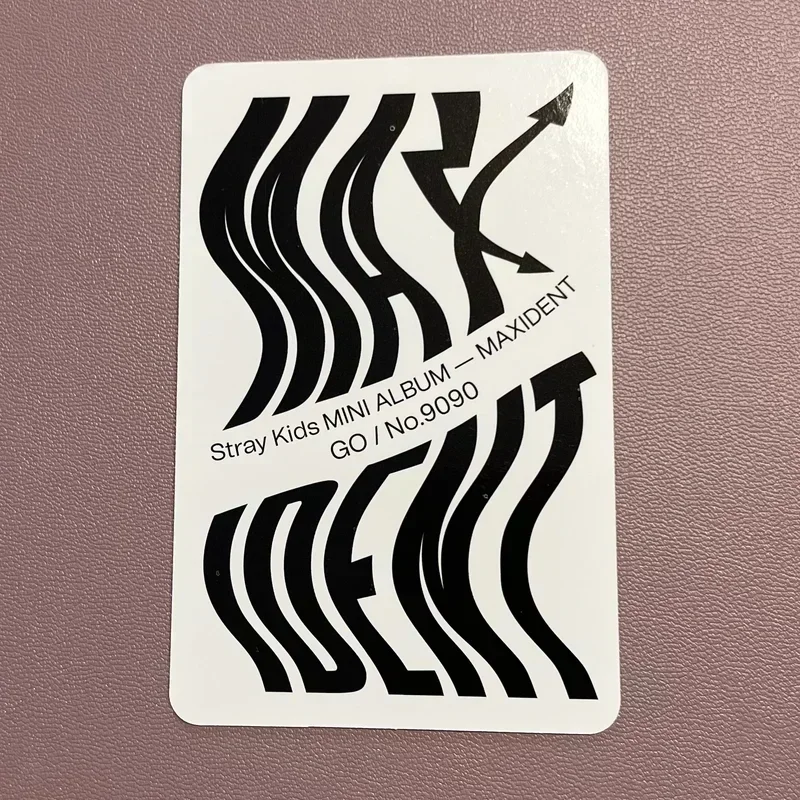 MAX
Stray Kids MINI ALBUM — MAXIDENT
GO / No.9090
IDENT